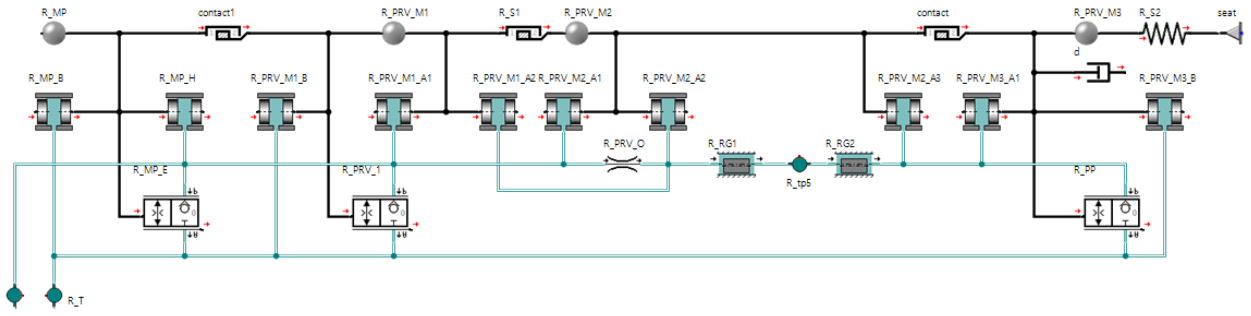 R_MP
contact1
R_PRV_M1
R_S1
R_PRV_M2
contact
R_PRV_M3
R_S2
seat
d
R_MP_B
R_MP_H
R_PRV_M1_B
R_PRV_M1_A1
R_PRV_M1_A2
R_PRV_M2_A1
R_PRV_M2_A2
R_PRV_M2_A3
R_PRV_M3_A1
R_PRV_M3_B
R_PRV_O
R_RG1
R_RG2
R_MP_E
R_PRV_1
R_tp5
R_PP
R_T